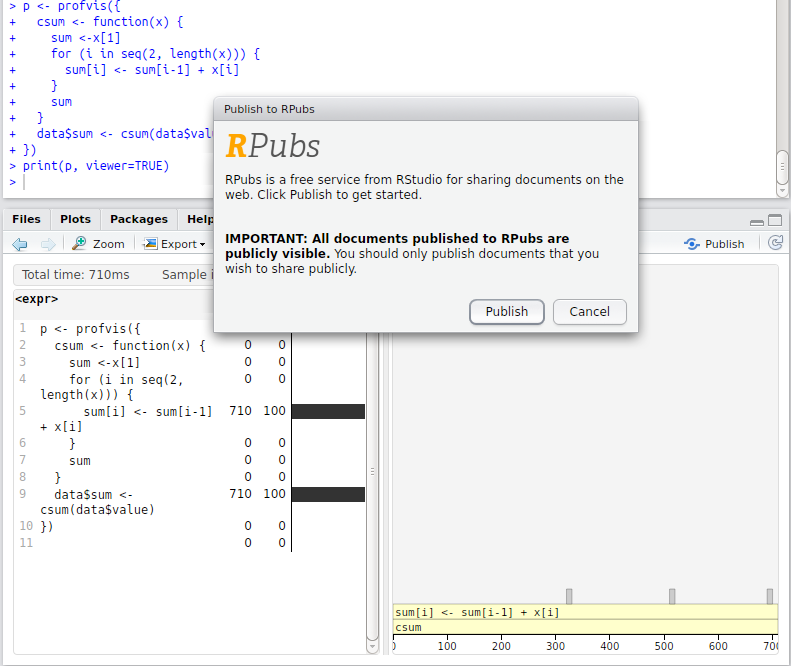 > p <- profvis({
+   csum <- function(x) {
+     sum <-x[1]
+     for (i in seq(2, length(x))) {
+       sum[i] <- sum[i-1] + x[i]
+     }
+     sum
+   }
+   data$sum <- csum(data$valu
+ })
> print(p, viewer=TRUE)
>
Publish to RPubs
RPubs
RPubs is a free service from RStudio for sharing documents on the
web. Click Publish to get started.
IMPORTANT: All documents published to RPubs are
publicly visible. You should only publish documents that you
wish to share publicly.
Publish Cancel
Files Plots Packages Help
Zoom Export Publish
Total time: 710ms Sample i
<expr>
1 p <- profvis({
2   csum <- function(x) { 0 0
3     sum <-x[1] 0 0
4     for (i in seq(2, 0 0
length(x))) {
5       sum[i] <- sum[i-1] 710 100
+ x[i]
6     } 0 0
7     sum 0 0
8   } 0 0
9   data$sum <- 710 100
csum(data$value)
10 }) 0 0
11 0 0
sum[i] <- sum[i-1] + x[i]
csum
100 200 300 400 500 600